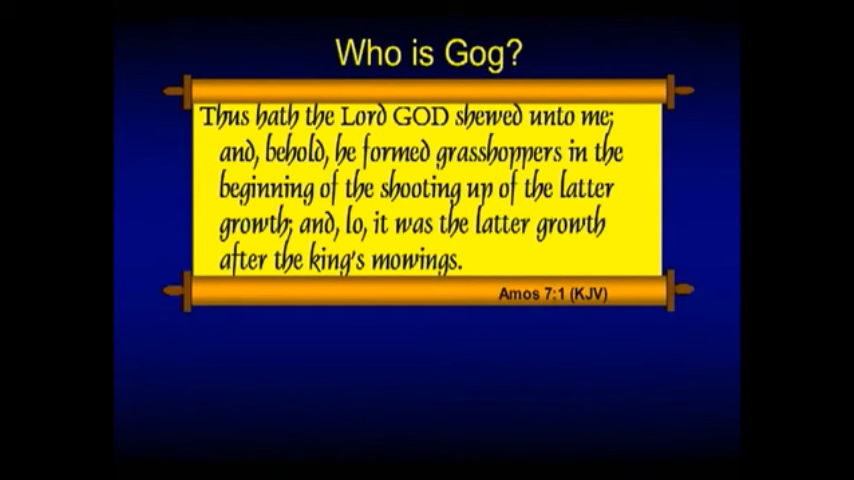 Who is Gog?
Thus hath the Lord GOD shewed unto me;
and, behold, he formed grasshoppers in the
beginning of the shooting up of the latter
growth; and, lo, it was the latter growth
after the king's mowings.
Amos 7:1 (KJV)